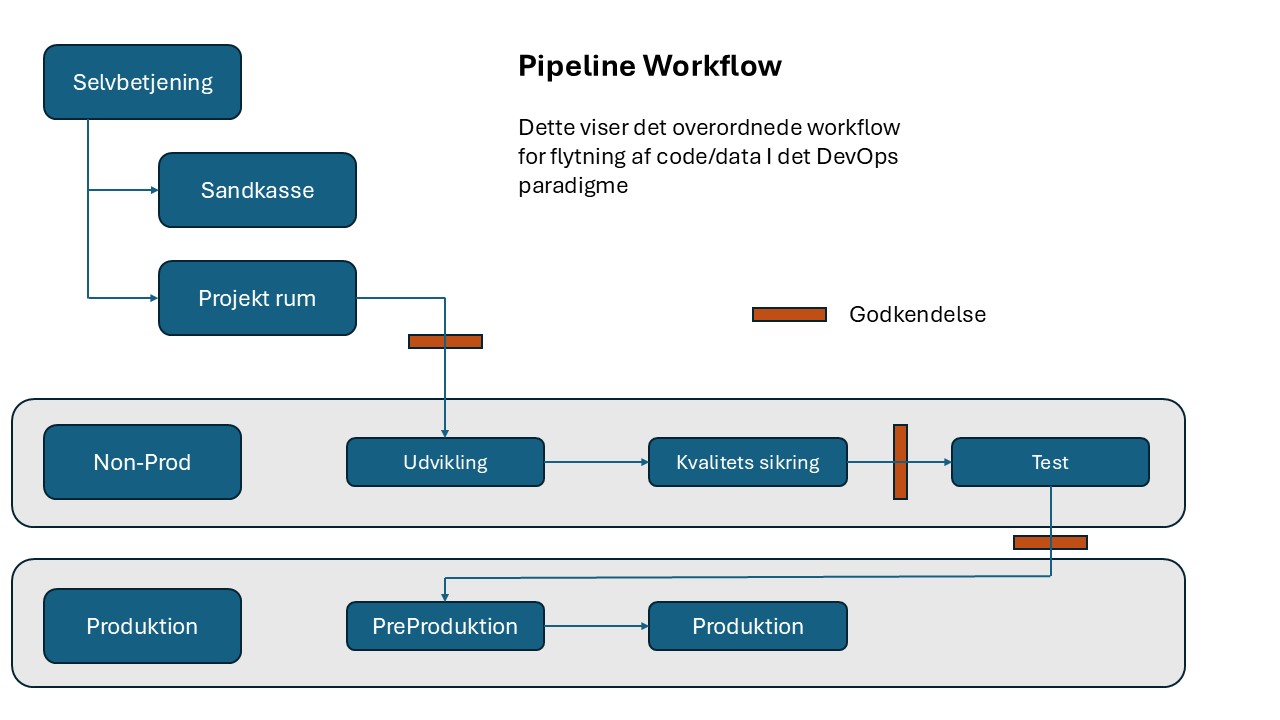 Selvbetjening
Pipeline Workflow
Dette viser det overordnede workflow
for flytning af code/data I det DevOps
paradigme
Sandkasse
Projekt rum
Godkendelse
Non-Prod
Udvikling
Kvalitets sikring
Test
Produktion
PreProduktion
Produktion